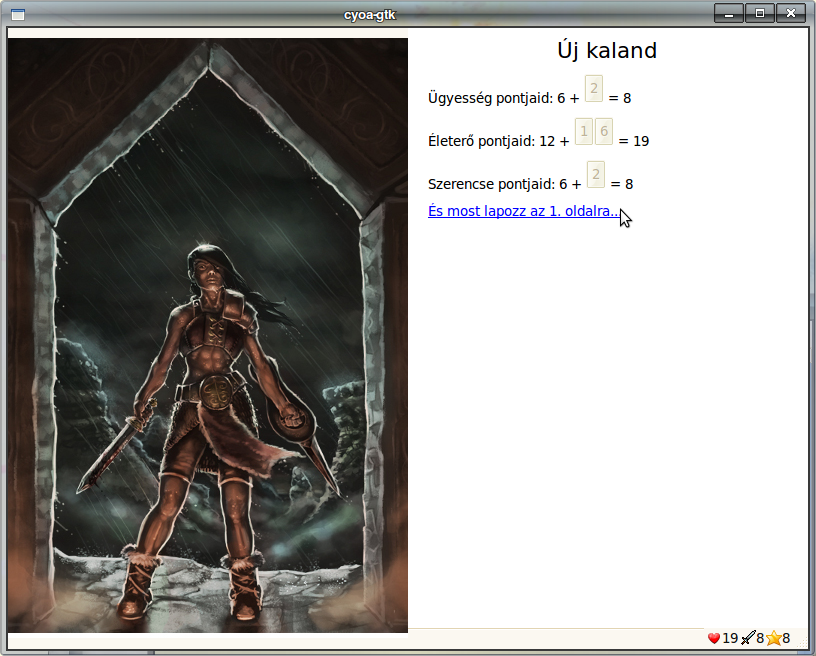 cyoa-gtk
Új kaland
Ügyesség pontjaid: 6 + 2 = 8
Életerő pontjaid: 12 + 1 6 = 19
Szerencse pontjaid: 6 + 2 = 8
És most lapozz az 1. oldalra...
19 8 8